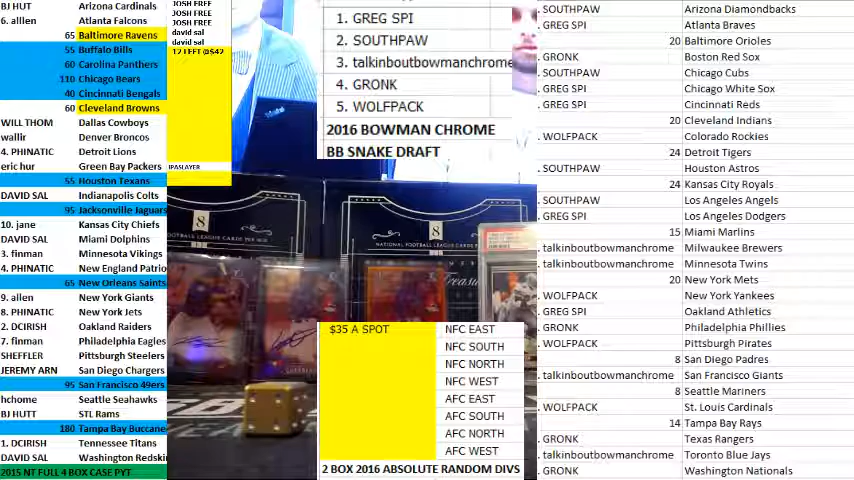 BJ HUT Arizona Cardinals
6. alllen Atlanta Falcons
65 Baltimore Ravens
55 Buffalo Bills
60 Carolina Panthers
110 Chicago Bears
40 Cincinnati Bengals
60 Cleveland Browns
WILL THOM Dallas Cowboys
wallir Denver Broncos
4. PHINATIC Detroit Lions
eric hur Green Bay Packers
55 Houston Texans
DAVID SAL Indianapolis Colts
95 Jacksonville Jaguars
10. jane Kansas City Chiefs
DAVID SAL Miami Dolphins
3. finman Minnesota Vikings
4. PHINATIC New England Patrio
65 New Orleans Saints
9. allen New York Giants
8. PHINATIC New York Jets
2. DCIRISH Oakland Raiders
7. finman Philadelphia Eagles
SHEFFLER Pittsburgh Steelers
JEREMY ARN San Diego Chargers
95 San Francisco 49ers
hchome Seattle Seahawks
BJ HUTT STL Rams
180 Tampa Bay Buccane
1. DCIRISH Tennessee Titans
DAVID SAL Washington Redski
2015 NT FULL 4 BOX CASE PYT
JOSH FREE
JOSH FREE
JOSH FREE
david sal
david sal
12 LEFT @$42
IPASLAYER
1. GREG SPI
2. SOUTHPAW
3. talkinboutbowmanchrome
4. GRONK
5. WOLFPACK
2016 BOWMAN CHROME
BB SNAKE DRAFT
8
8
NATIONAL FOOTBALL LEAGUE
$35 A SPOT NFC EAST
NFC SOUTH
NFC NORTH
NFC WEST
AFC EAST
AFC SOUTH
AFC NORTH
AFC WEST
2 BOX 2016 ABSOLUTE RANDOM DIVS
. SOUTHPAW Arizona Diamondbacks
. GREG SPI Atlanta Braves
20 Baltimore Orioles
. GRONK Boston Red Sox
. SOUTHPAW Chicago Cubs
. GREG SPI Chicago White Sox
. GREG SPI Cincinnati Reds
20 Cleveland Indians
. WOLFPACK Colorado Rockies
24 Detroit Tigers
. SOUTHPAW Houston Astros
24 Kansas City Royals
. SOUTHPAW Los Angeles Angels
. GREG SPI Los Angeles Dodgers
15 Miami Marlins
. talkinboutbowmanchrome Milwaukee Brewers
. talkinboutbowmanchrome Minnesota Twins
20 New York Mets
. WOLFPACK New York Yankees
. GREG SPI Oakland Athletics
. GRONK Philadelphia Phillies
. WOLFPACK Pittsburgh Pirates
8 San Diego Padres
. talkinboutbowmanchrome San Francisco Giants
8 Seattle Mariners
. WOLFPACK St. Louis Cardinals
14 Tampa Bay Rays
. GRONK Texas Rangers
. talkinboutbowmanchrome Toronto Blue Jays
. GRONK Washington Nationals